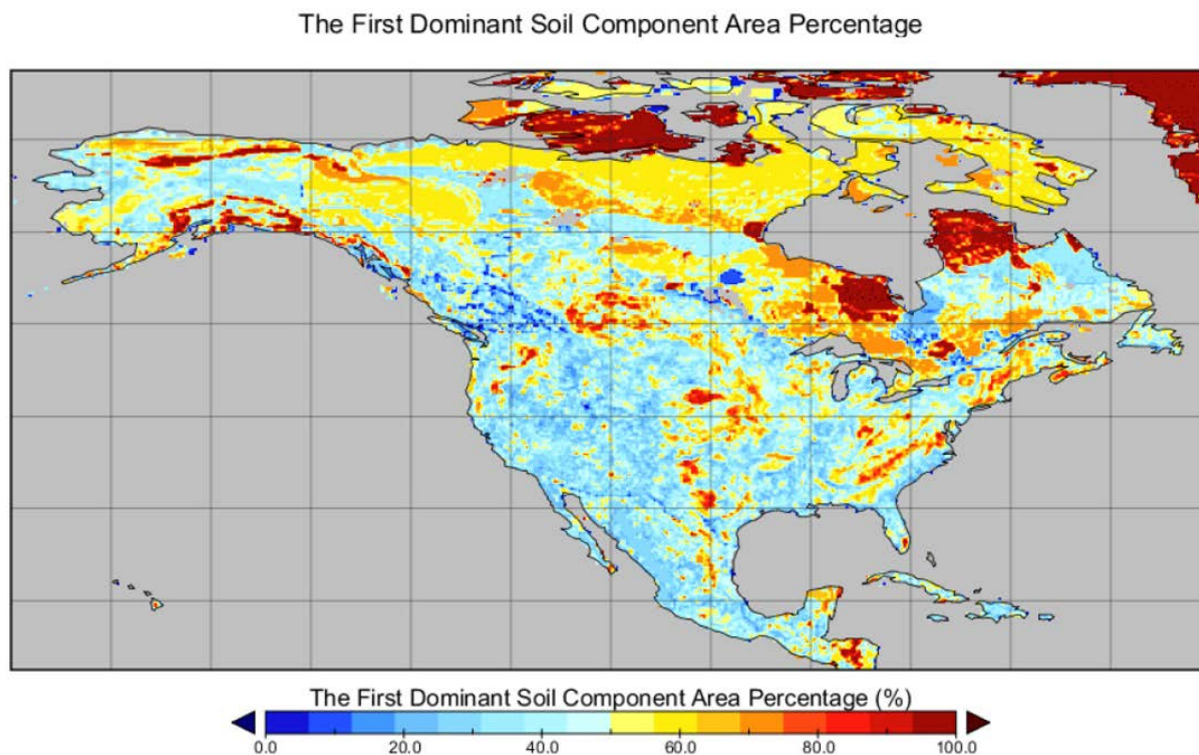 The First Dominant Soil Component Area Percentage
The First Dominant Soil Component Area Percentage (%)
0.0 20.0 40.0 60.0 80.0 100.0